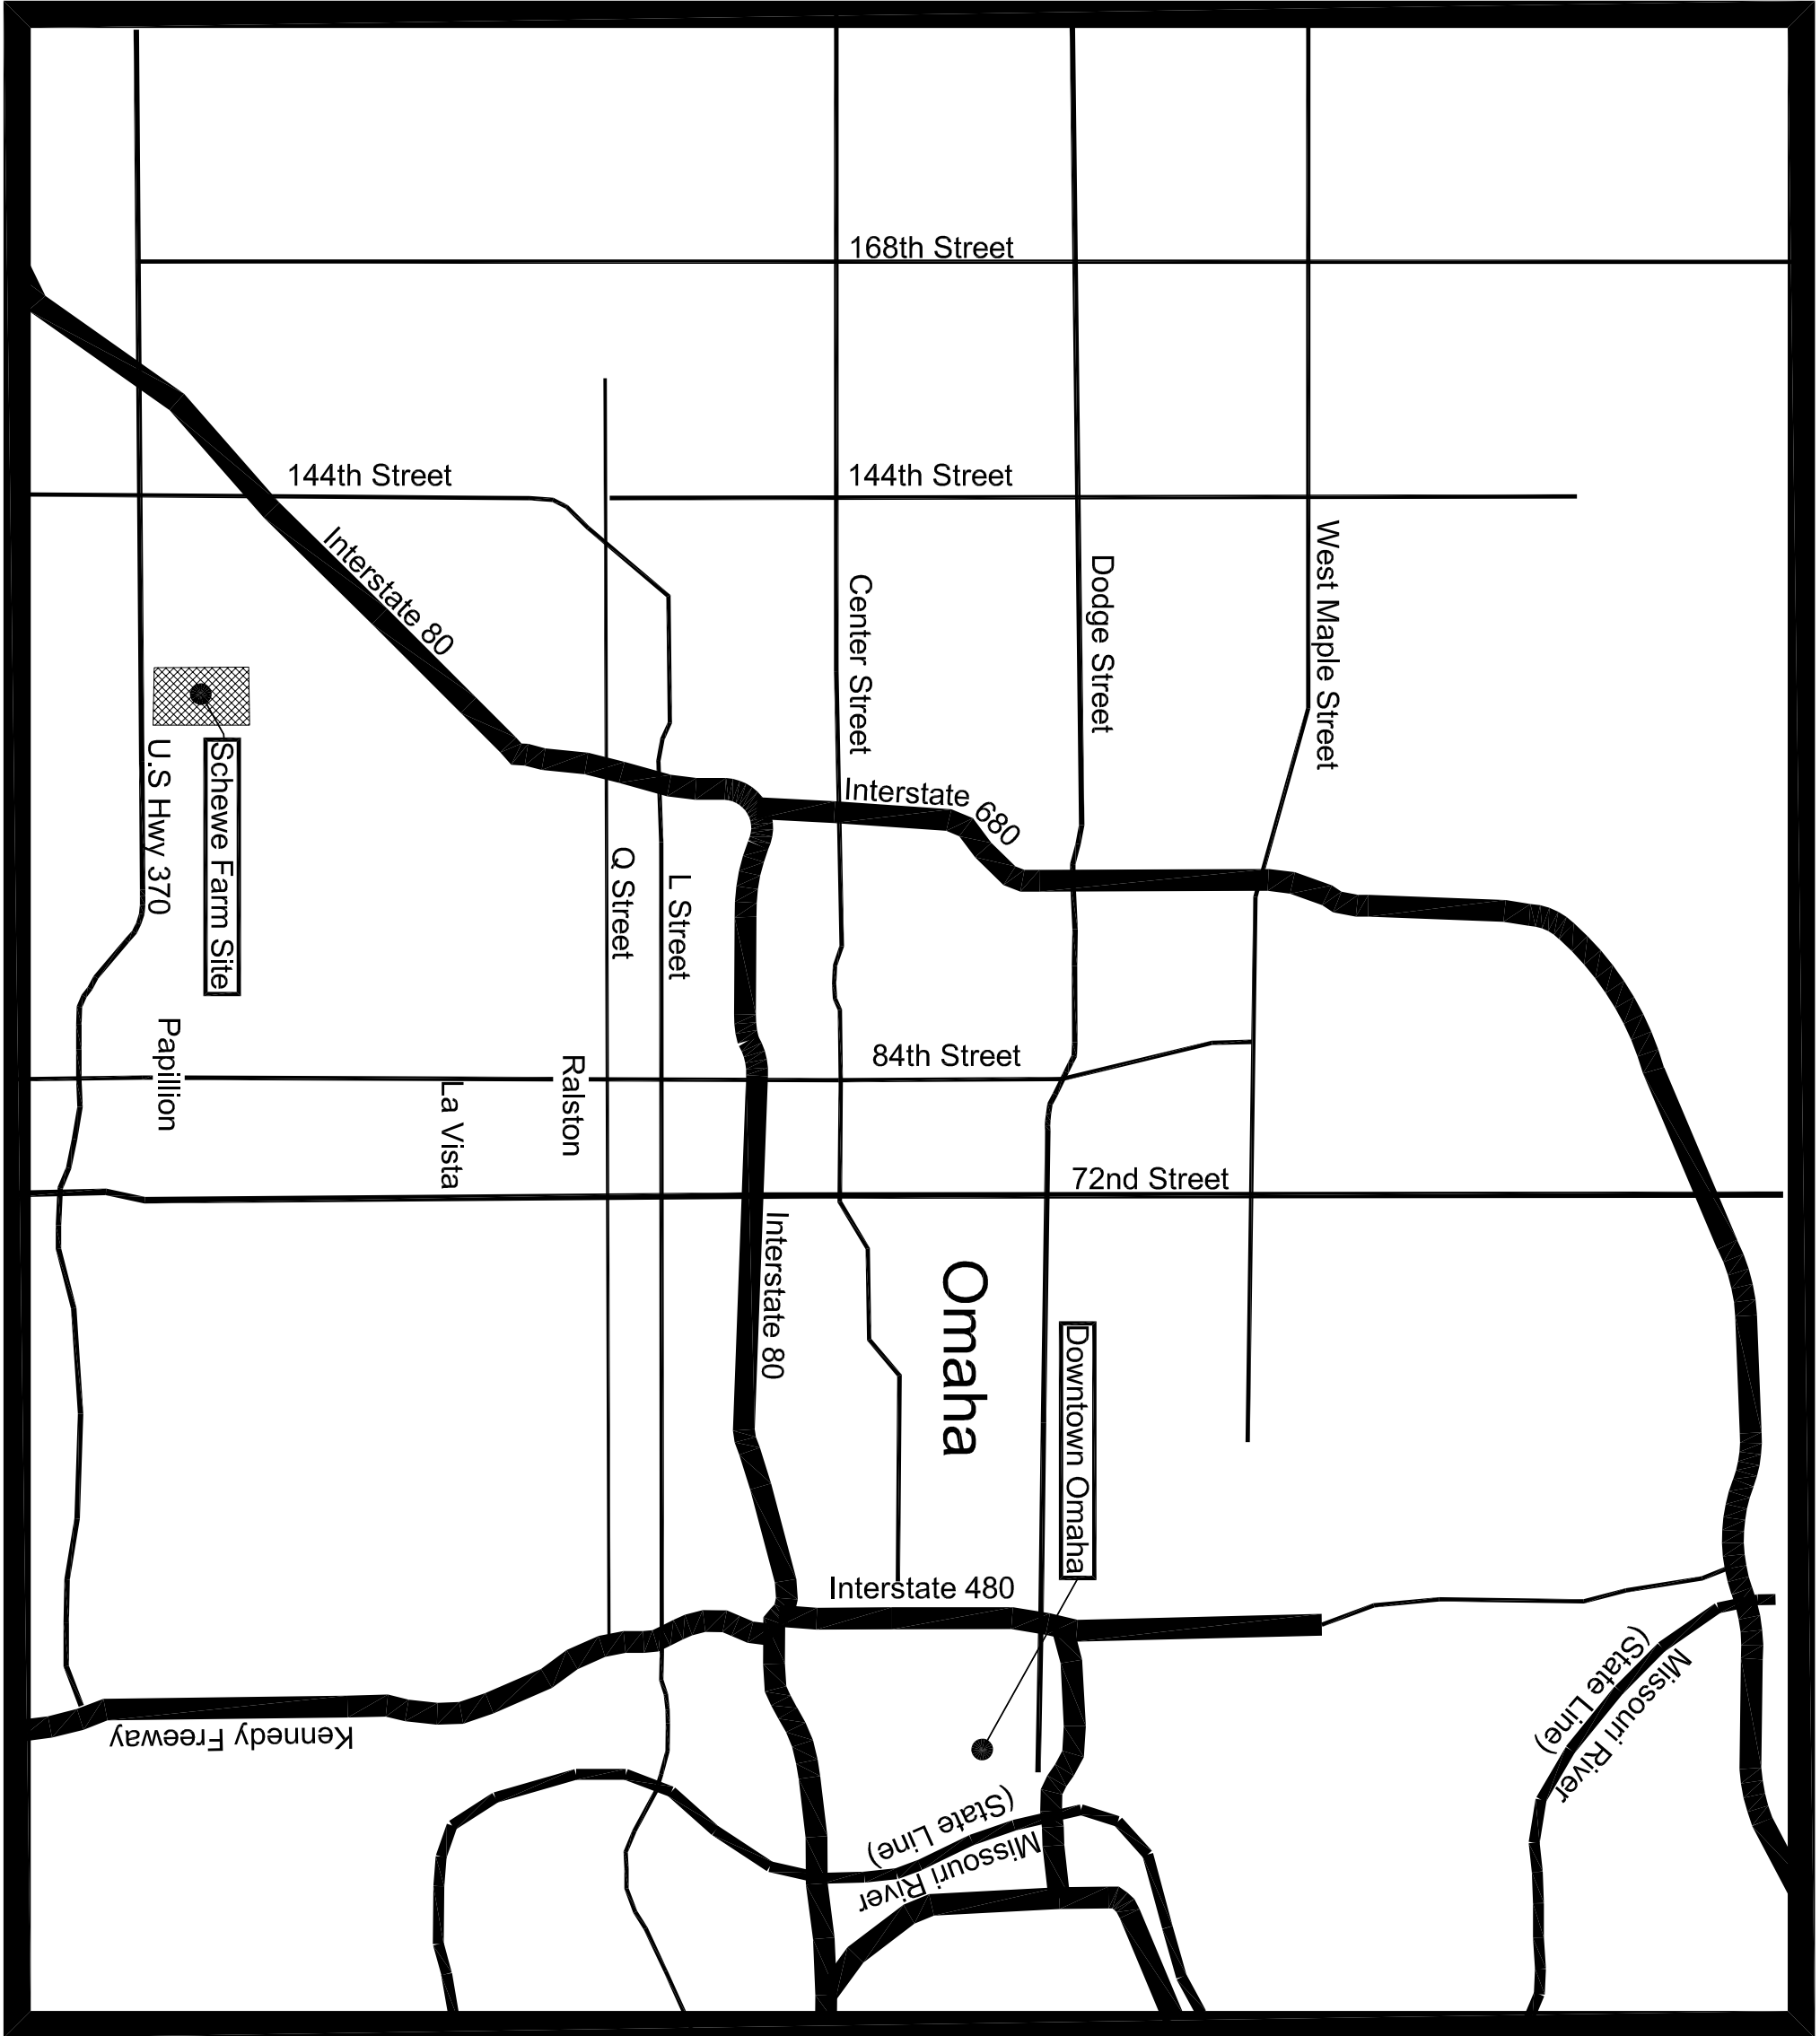 168th Street
144th Street
144th Street
Interstate 80
Center Street
Dodge Street
West Maple Street
U.S Hwy 370
Schewe Farm Site
Interstate 680
Q Street
L Street
Papillion
84th Street
Ralston
La Vista
72nd Street
Interstate 80
Omaha
Downtown Omaha
Interstate 480
Kennedy Freeway
Missouri River
(State Line)
Missouri River
(State Line)